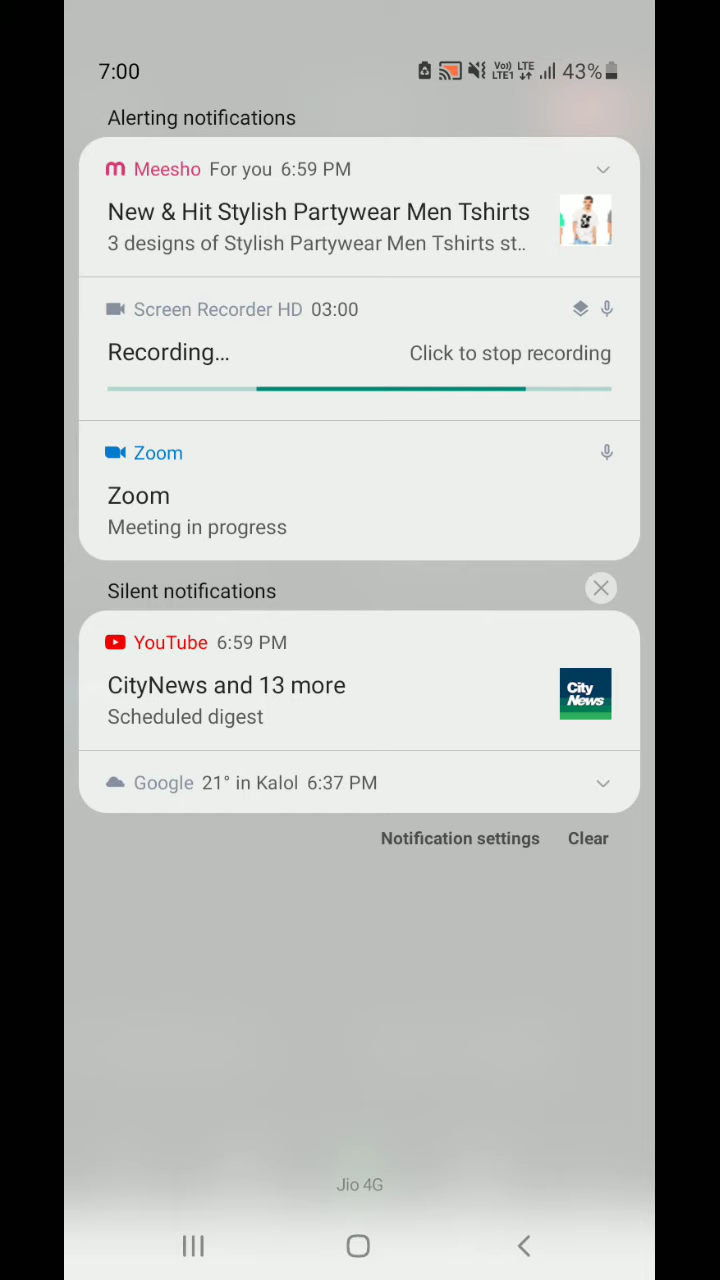 7:00 Vo) LTE LTE1 43%
Alerting notifications
Meesho For you 6:59 PM
New & Hit Stylish Partywear Men Tshirts
3 designs of Stylish Partywear Men Tshirts st..
Screen Recorder HD 03:00
Recording... Click to stop recording
Zoom
Zoom
Meeting in progress
Silent notifications
YouTube 6:59 PM
CityNews and 13 more
City
News
Scheduled digest
Google 21° in Kalol 6:37 PM
Notification settings Clear
Jio 4G